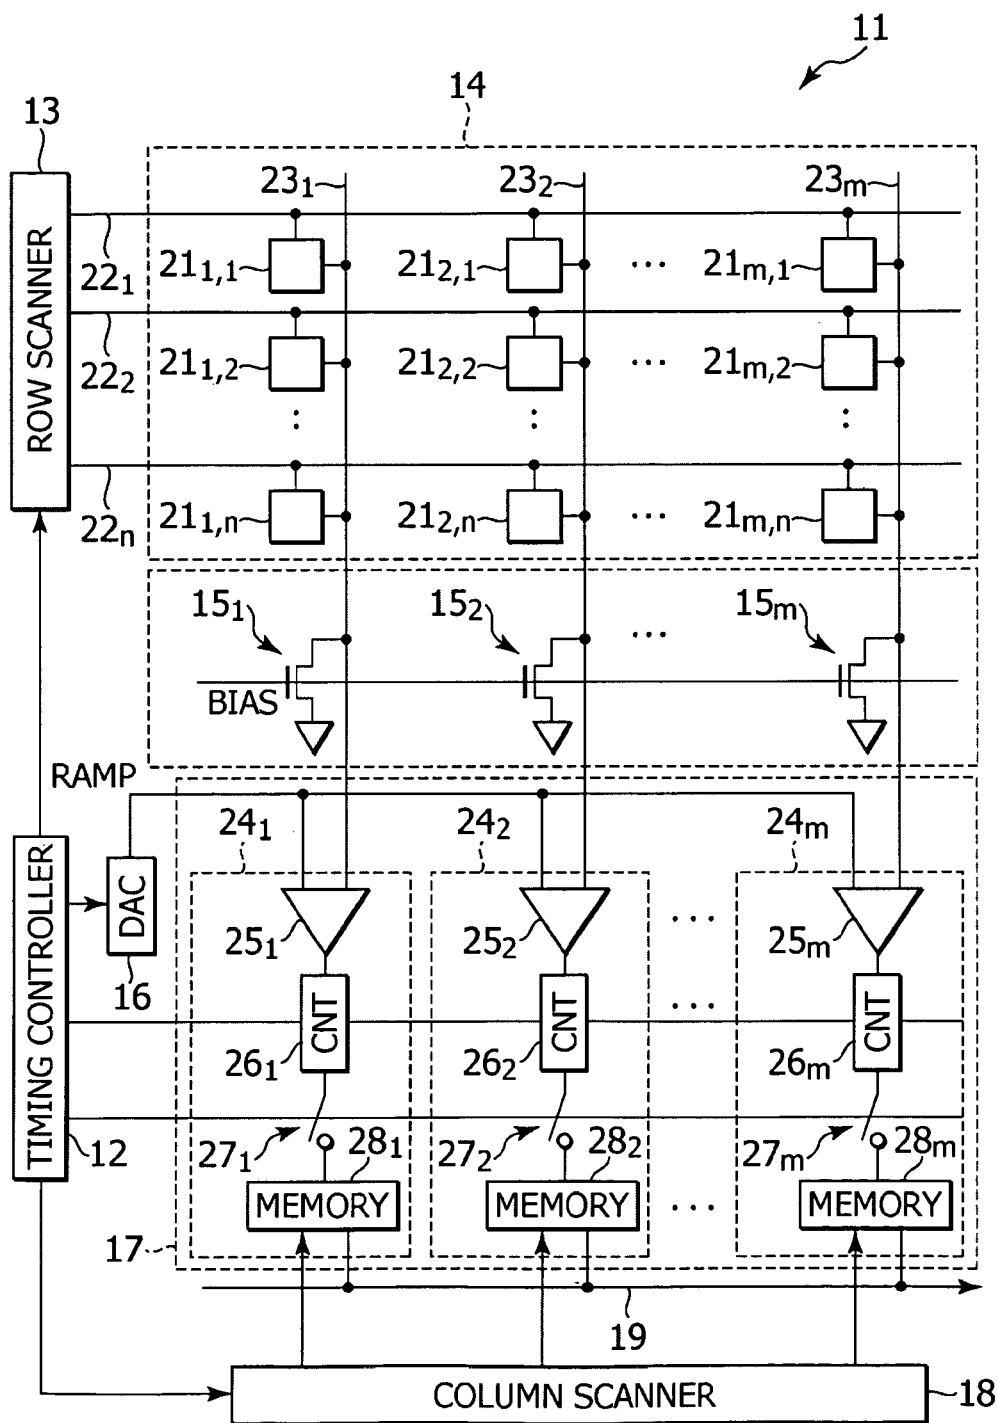 11
14
13
23₁ 23₂ 23ₘ
ROW SCANNER
22₁ 21₁,₁ 21₂,₁ ... 21ₘ,₁
22₂ 21₁,₂ 21₂,₂ ... 21ₘ,₂
: : :
22ₙ 21₁,ₙ 21₂,ₙ ... 21ₘ,ₙ
15₁ 15₂ ... 15ₘ
BIAS
RAMP
24₁ 24₂ 24ₘ
TIMING CONTROLLER
DAC
25₁ 25₂ ... 25ₘ
16
CNT CNT ... CNT
26₁ 26₂ 26ₘ
12
27₁ 28₁ 27₂ 28₂ 27ₘ 28ₘ
MEMORY MEMORY ... MEMORY
17
19
COLUMN SCANNER
18